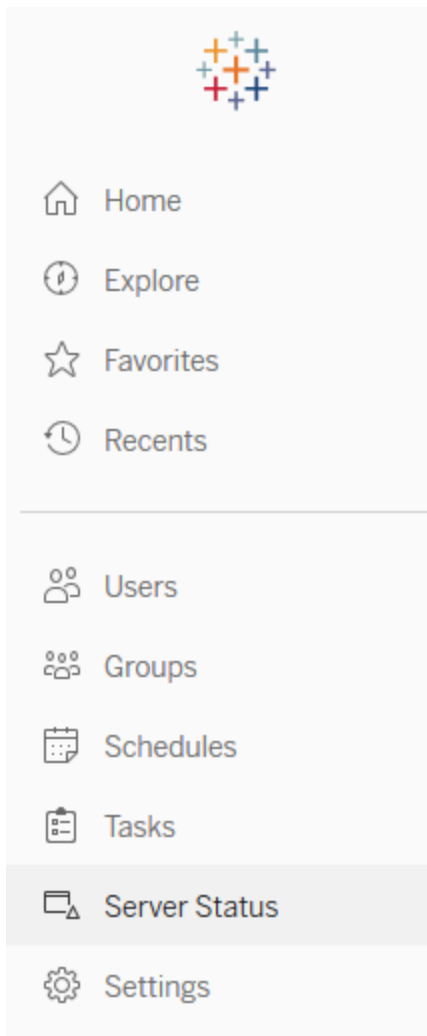 Home
Explore
Favorites
Recents
Users
Groups
Schedules
Tasks
Server Status
Settings